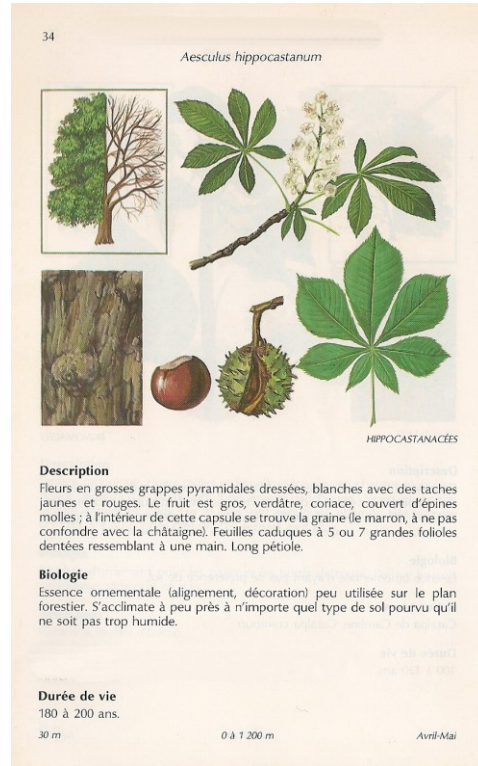 34
Aesculus hippocastanum
HIPPOCASTANACÉES
Description
Fleurs en grosses grappes pyramidales dressées, blanches avec des taches
jaunes et rouges. Le fruit est gros, verdâtre, coriace, couvert d'épines
molles ; à l'intérieur de cette capsule se trouve la graine (le marron, à ne pas
confondre avec la châtaigne). Feuilles caduques à 5 ou 7 grandes folioles
dentées ressemblant à une main. Long pétiole.
Biologie
Essence ornementale (alignement, décoration) peu utilisée sur le plan
forestier. S'acclimate à peu près à n'importe quel type de sol pourvu qu'il
ne soit pas trop humide.
Durée de vie
180 à 200 ans.
30 m 0 à 1 200 m Avril-Mai